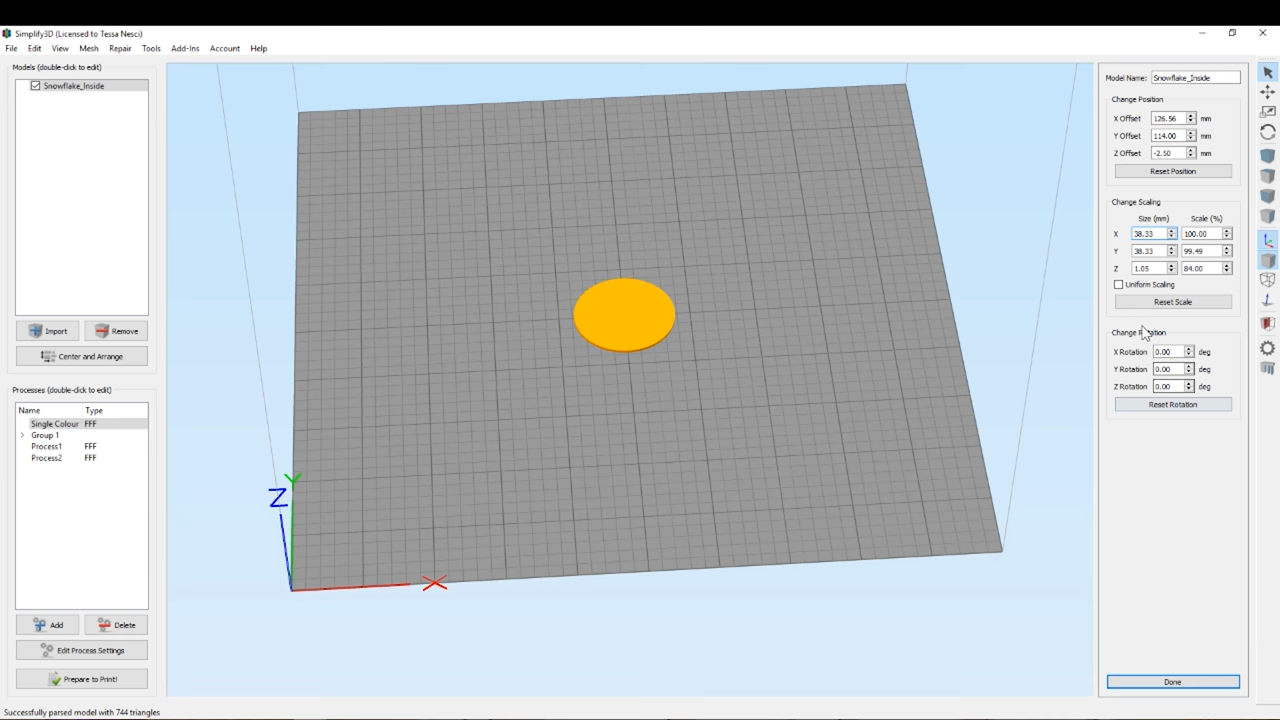 Simplify3D (Licensed to Tessa Nesci)
File Edit View Mesh Repair Tools Add-Ins Account Help
Models (double-click to edit)
Snowflake_Inside
Import Remove
Center and Arrange
Processes (double-click to edit)
Name Type
Single Colour FFF
Group 1
Process1 FFF
Process2 FFF
Add Delete
Edit Process Settings
Prepare to Print!
Successfully parsed model with 744 triangles
Z
Y
X
Model Name: Snowflake_Inside
Change Position
X Offset 126.56 mm
Y Offset 114.00 mm
Z Offset -2.50 mm
Reset Position
Change Scaling
Size (mm) Scale (%)
X 38.33 100.00
Y 38.33 99.49
Z 1.05 84.00
Uniform Scaling
Reset Scale
Change Rotation
X Rotation 0.00 deg
Y Rotation 0.00 deg
Z Rotation 0.00 deg
Reset Rotation
Done